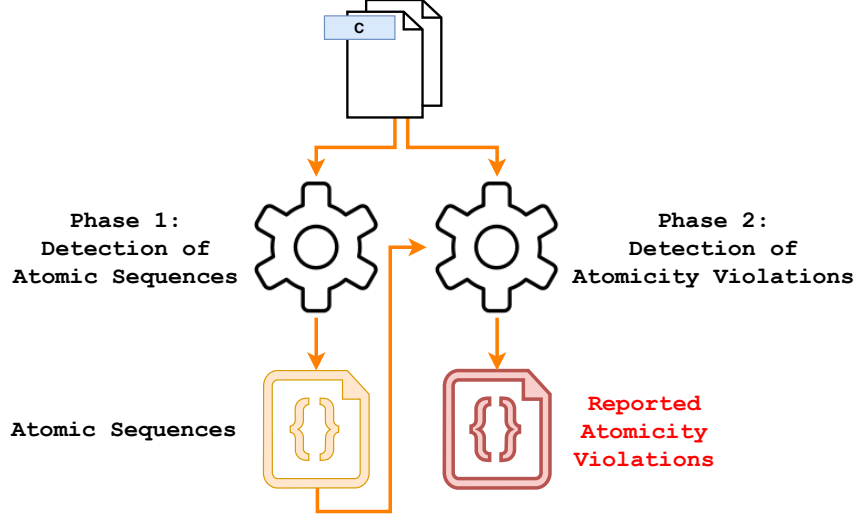 C
Phase 1:
Detection of
Atomic Sequences
Phase 2:
Detection of
Atomicity Violations
Atomic Sequences
{}
{}
Reported
Atomicity
Violations